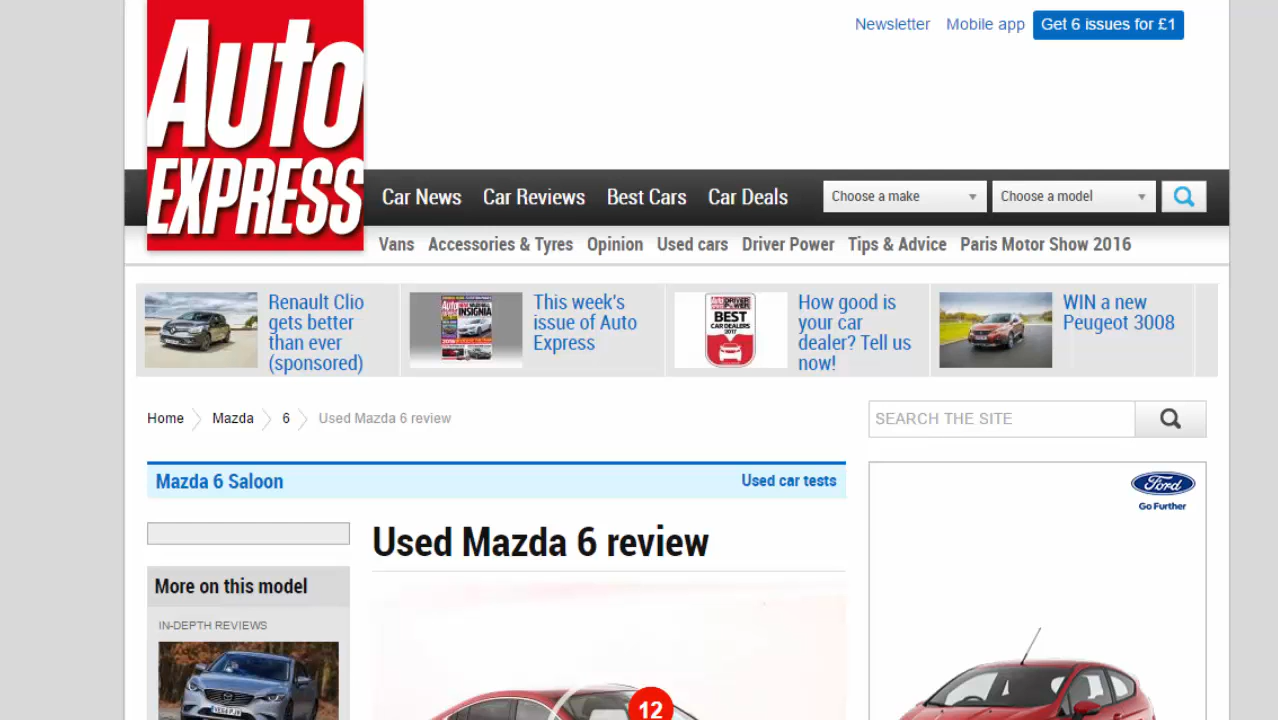 Auto
EXPRESS
Newsletter Mobile app Get 6 issues for £1
Car News Car Reviews Best Cars Car Deals Choose a make Choose a model
Vans Accessories & Tyres Opinion Used cars Driver Power Tips & Advice Paris Motor Show 2016
Renault Clio
gets better
than ever
(sponsored)
INSIGNIA
This week's
issue of Auto
Express
BEST
CAR DEALERS
2017
How good is
your car
dealer? Tell us
now!
WIN a new
Peugeot 3008
Home Mazda 6 Used Mazda 6 review
SEARCH THE SITE
Mazda 6 Saloon Used car tests
Ford
Go Further
Used Mazda 6 review
More on this model
IN-DEPTH REVIEWS
12